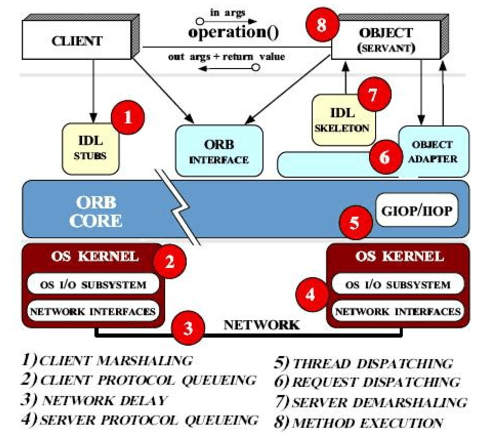 in args
operation()
out args + return value
CLIENT
8
OBJECT
(SERVANT)
1
IDL
STUBS
ORB
INTERFACE
7
IDL
SKELETON
6
OBJECT
ADAPTER
ORB
CORE
GIOP/IIOP
5
OS KERNEL
2
OS I/O SUBSYSTEM
NETWORK INTERFACES
OS KERNEL
OS I/O SUBSYSTEM
4
NETWORK INTERFACES
3
NETWORK
1) CLIENT MARSHALING
2) CLIENT PROTOCOL QUEUEING
3) NETWORK DELAY
4) SERVER PROTOCOL QUEUEING
5) THREAD DISPATCHING
6) REQUEST DISPATCHING
7) SERVER DEMARSHALING
8) METHOD EXECUTION